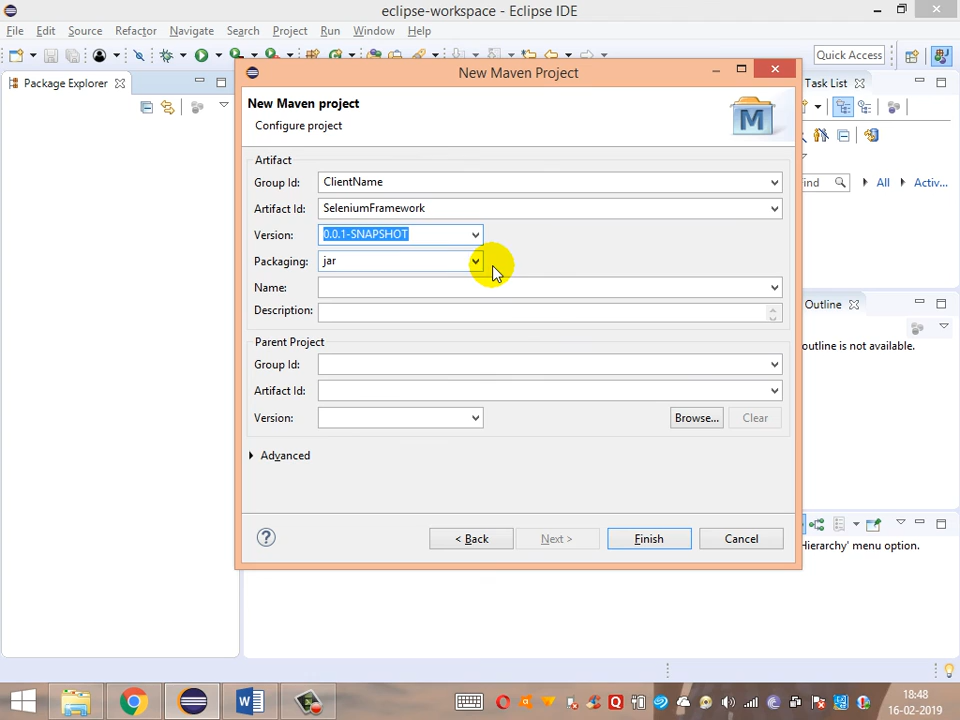 eclipse-workspace - Eclipse IDE
File Edit Source Refactor Navigate Search Project Run Window Help
Quick Access
Package Explorer
New Maven Project
Task List
New Maven project
Configure project
M
Artifact
Group Id: ClientName
Artifact Id: SeleniumFramework
Version: 0.0.1-SNAPSHOT
Packaging: jar
Name:
Description:
Parent Project
Group Id:
Artifact Id:
Version:
Browse... Clear
Advanced
< Back Next > Finish Cancel
ind All Activ...
Outline
outline is not available.
Hierarchy' menu option.
18:48
16-02-2019